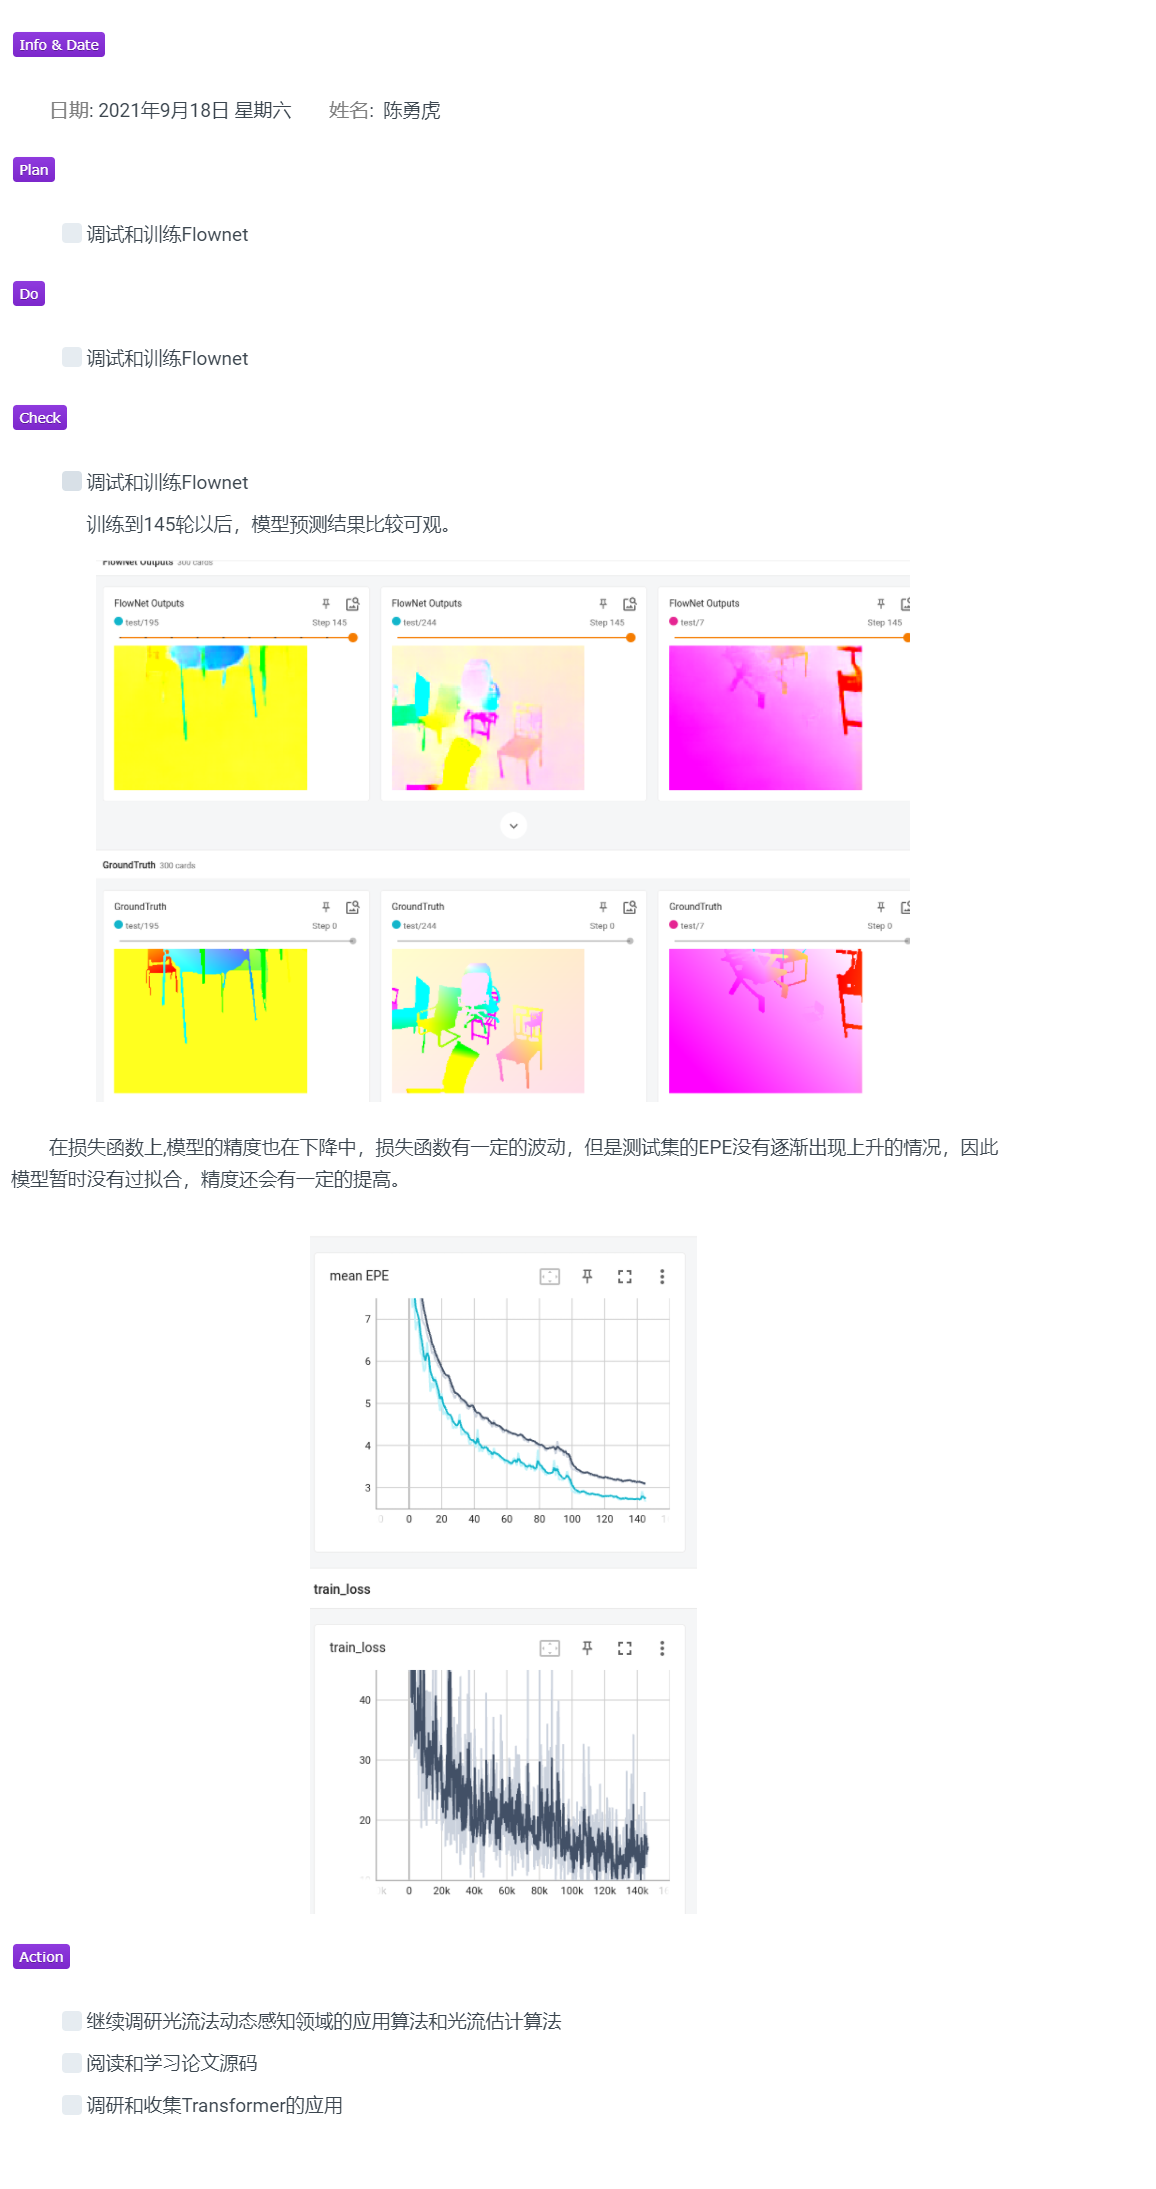 Info & Date
日期: 2021年9月18日 星期六 姓名: 陈勇虎
Plan
调试和训练Flownet
Do
调试和训练Flownet
Check
调试和训练Flownet
训练到145轮以后，模型预测结果比较可观。
FlowNet Outputs 300 cards
FlowNet Outputs FlowNet Outputs FlowNet Outputs
test/195 Step 145 test/244 Step 145 test/7 Step 145
GroundTruth 300 cards
GroundTruth GroundTruth GroundTruth
test/195 Step 0 test/244 Step 0 test/7 Step 0
在损失函数上,模型的精度也在下降中，损失函数有一定的波动，但是测试集的EPE没有逐渐出现上升的情况，因此
模型暂时没有过拟合，精度还会有一定的提高。
mean EPE
7
6
5
4
3
0 20 40 60 80 100 120 140
train_loss
train_loss
40
30
20
0 20k 40k 60k 80k 100k 120k 140k
Action
继续调研光流法动态感知领域的应用算法和光流估计算法
阅读和学习论文源码
调研和收集Transformer的应用